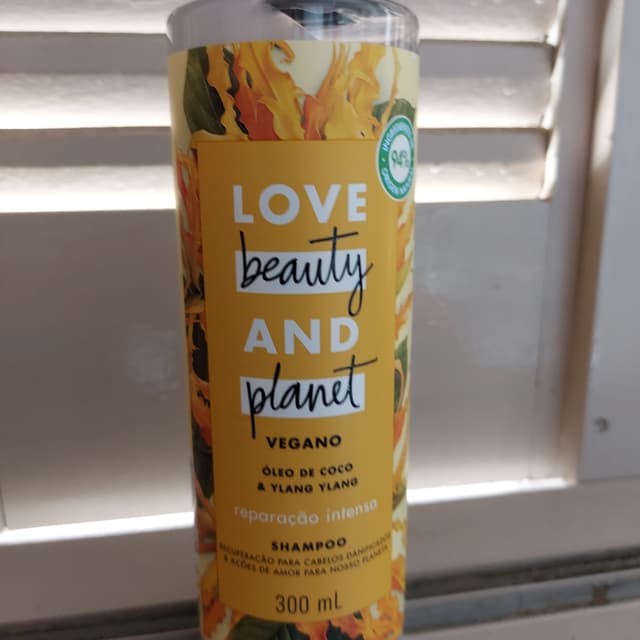 LOVE
beauty
AND
planet
VEGANO
ÓLEO DE COCO
& YLANG YLANG
reparação intensa
SHAMPOO
RECUPERAÇÃO PARA CABELOS DANIFICADOS
& AÇÕES DE AMOR PARA NOSSO PLANETA
300 mL
94%